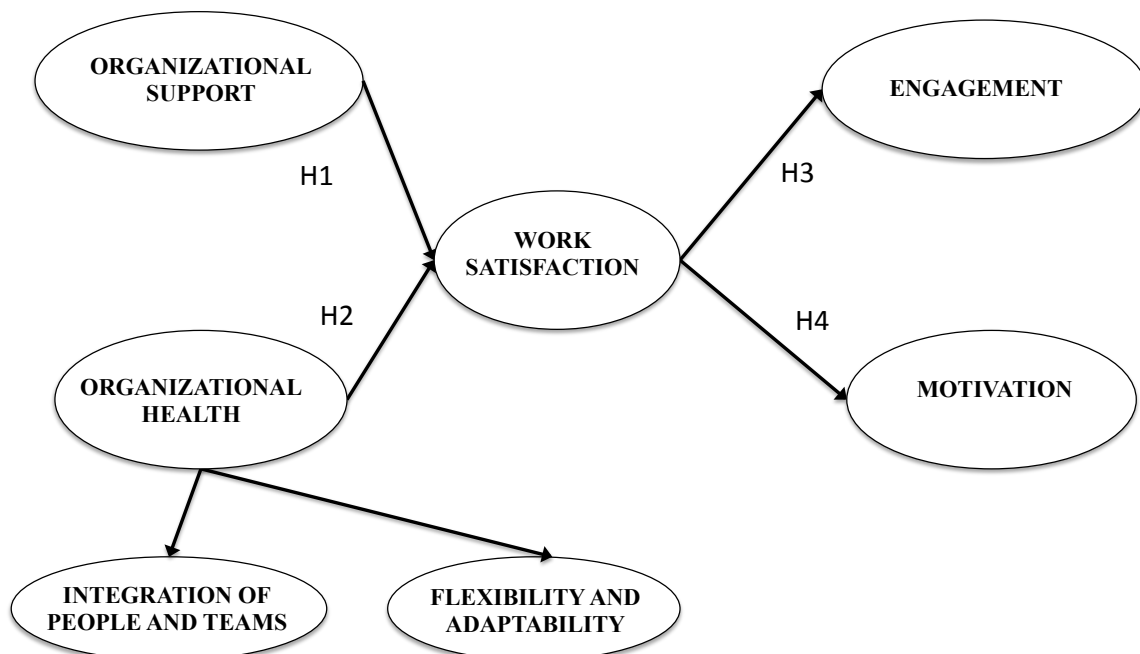 ORGANIZATIONAL
SUPPORT
ENGAGEMENT
H1
H3
WORK
SATISFACTION
H2
H4
ORGANIZATIONAL
HEALTH
MOTIVATION
INTEGRATION OF
PEOPLE AND TEAMS
FLEXIBILITY AND
ADAPTABILITY